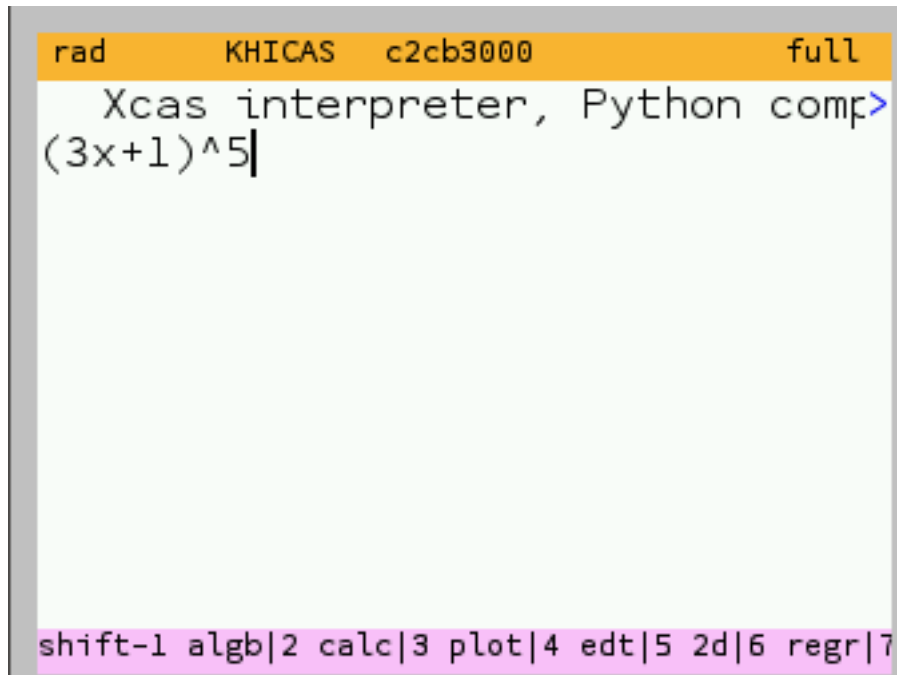 rad KHICAS c2cb3000 full
Xcas interpreter, Python comp>
(3x+1)^5
shift-1 algb|2 calc|3 plot|4 edt|5 2d|6 regr|7